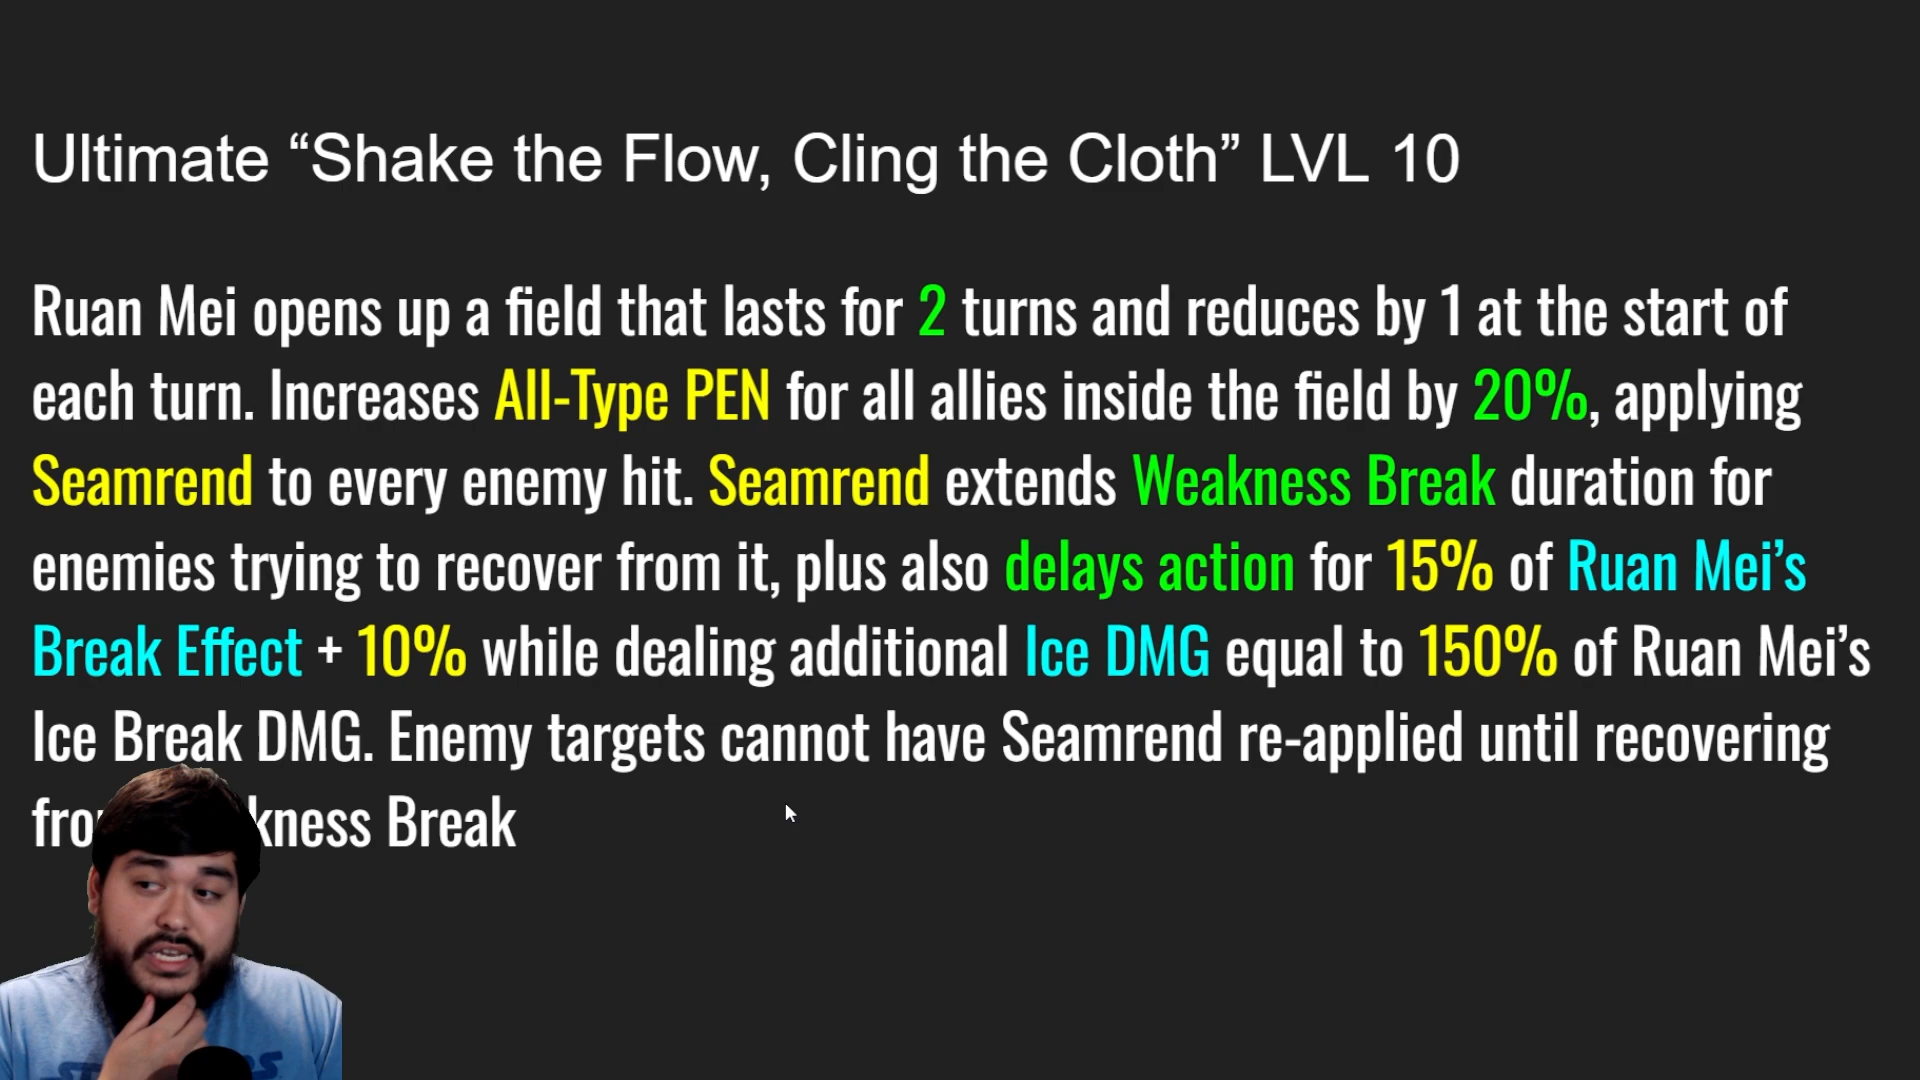 Ultimate “Shake the Flow, Cling the Cloth” LVL 10
Ruan Mei opens up a field that lasts for 2 turns and reduces by 1 at the start of
each turn. Increases All-Type PEN for all allies inside the field by 20%, applying
Seamrend to every enemy hit. Seamrend extends Weakness Break duration for
enemies trying to recover from it, plus also delays action for 15% of Ruan Mei’s
Break Effect + 10% while dealing additional Ice DMG equal to 150% of Ruan Mei’s
Ice Break DMG. Enemy targets cannot have Seamrend re-applied until recovering
Break